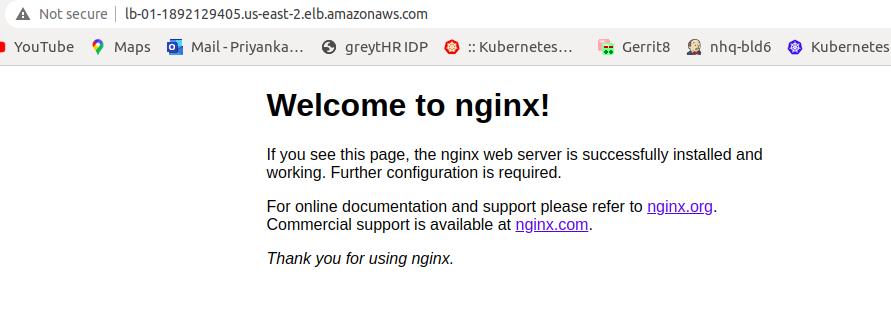 Not secure lb-01-1892129405.us-east-2.elb.amazonaws.com
YouTube Maps Mail - Priyanka... greytHR IDP :: Kubernetes... Gerrit8 nhq-bld6 Kubernetes
Welcome to nginx!
If you see this page, the nginx web server is successfully installed and
working. Further configuration is required.
For online documentation and support please refer to nginx.org.
Commercial support is available at nginx.com.
Thank you for using nginx.